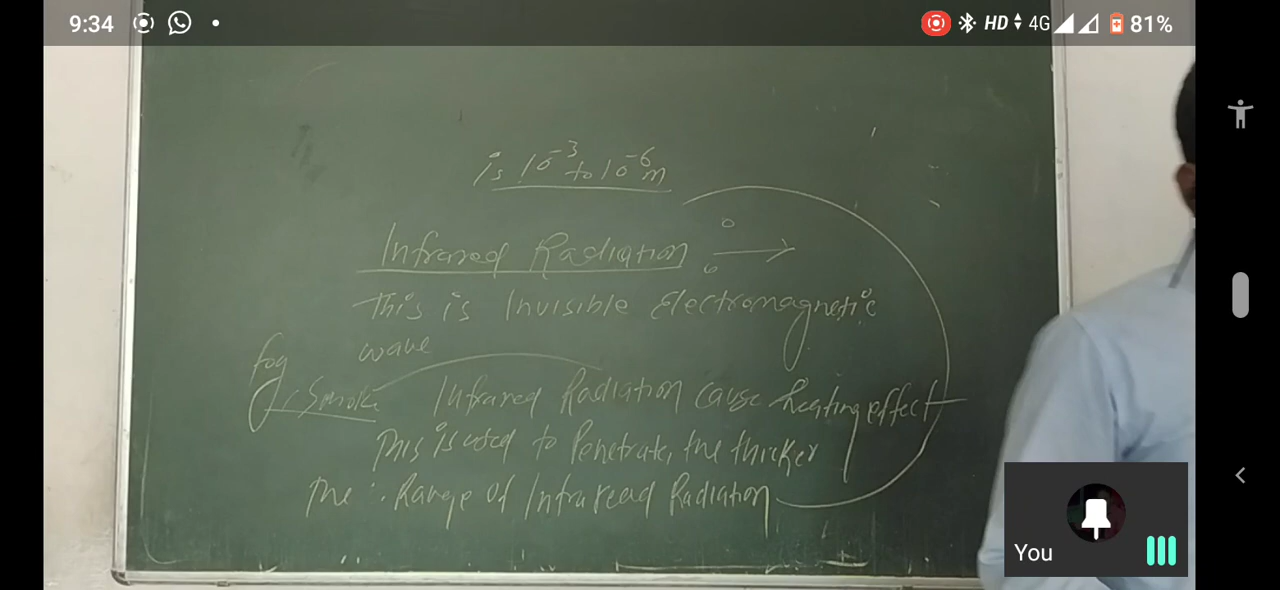 9:34 HD 4G 81%
is 10^-3 to 10^-6 m
Infrared Radiation
This is Invisible Electromagnetic
wave
fog
Smoke Infrared Radiation cause heating effect
This is used to Penetrate, the thicker
The Range of Infraread Radiation
You